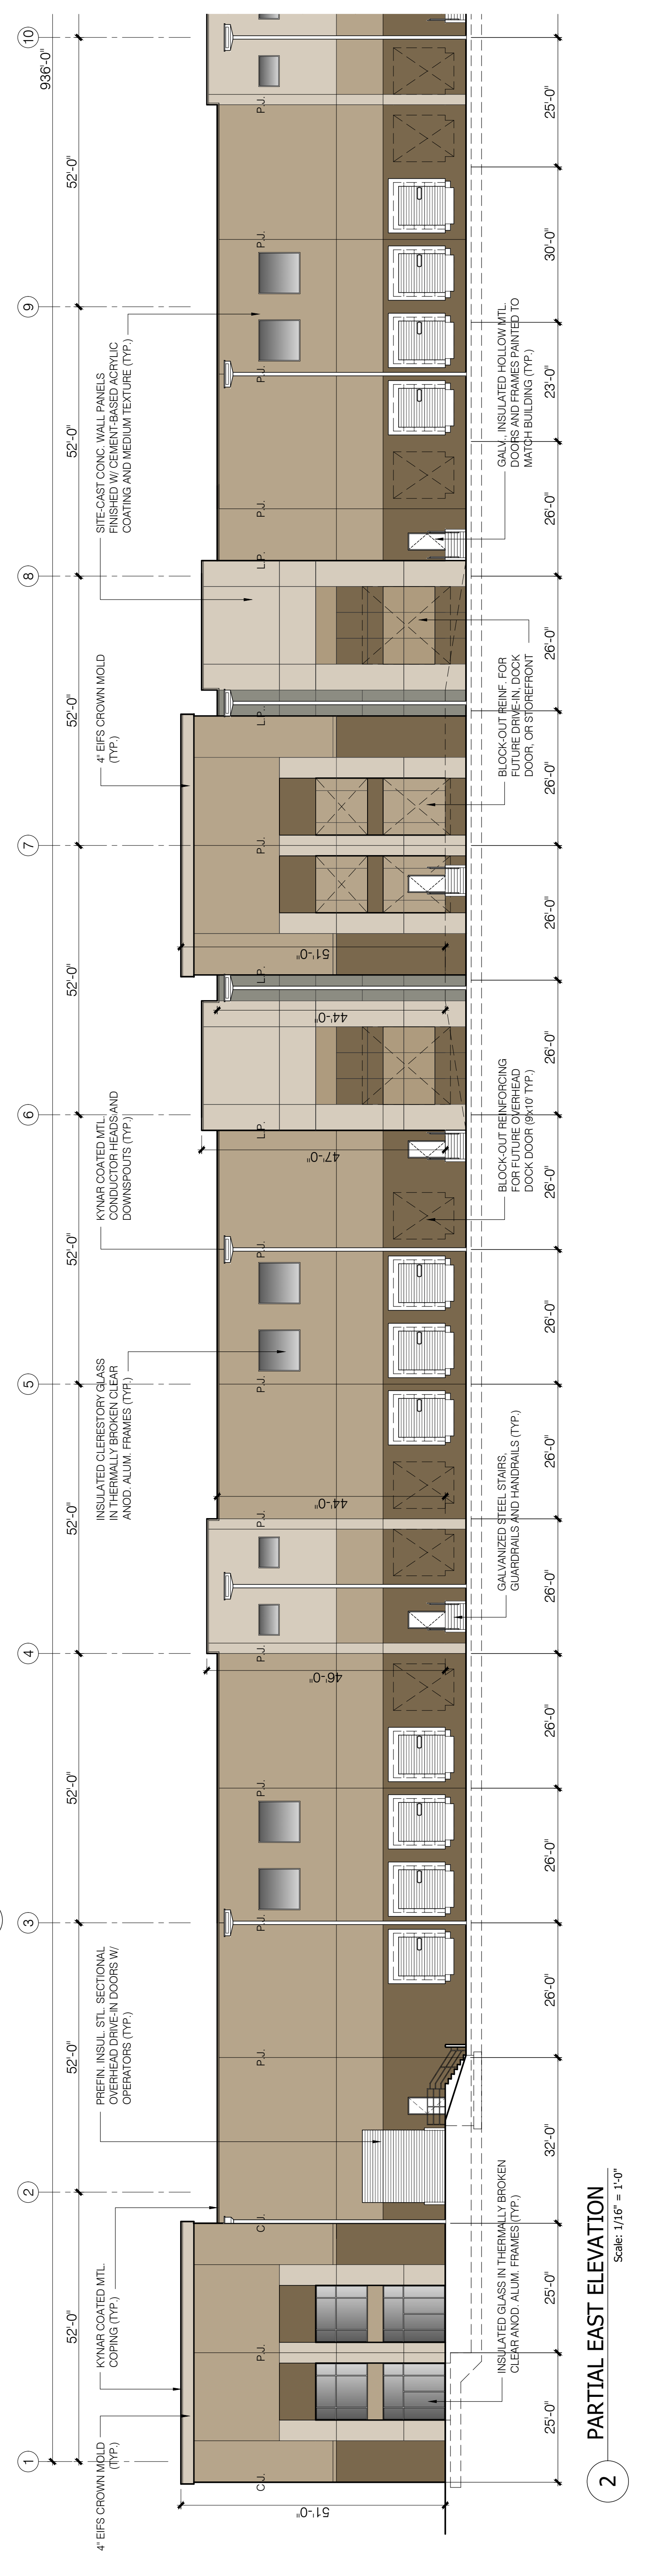 1
2
3
4
5
6
7
8
9
10
936'-0"
52'-0"
52'-0"
52'-0"
52'-0"
52'-0"
52'-0"
52'-0"
52'-0"
52'-0"
4" EIFS CROWN MOLD
(TYP.)
KYNAR COATED MTL.
COPING (TYP.)
PREFIN. INSUL. STL. SECTIONAL
OVERHEAD DRIVE-IN DOORS W/
OPERATORS (TYP.)
INSULATED CLERESTORY GLASS
IN THERMALLY BROKEN CLEAR
ANOD. ALUM. FRAMES (TYP.)
KYNAR COATED MTL.
CONDUCTOR HEADS AND
DOWNSPOUTS (TYP.)
4" EIFS CROWN MOLD
(TYP.)
SITE-CAST CONC. WALL PANELS
FINISHED W/ CEMENT-BASED ACRYLIC
COATING AND MEDIUM TEXTURE (TYP.)
C.J.
P.J.
C.J.
P.J.
P.J.
P.J.
P.J.
P.J.
P.J.
L.P.
L.P.
P.J.
L.P.
L.P.
P.J.
P.J.
P.J.
P.J.
51'-0"
46'-0"
44'-0"
47'-0"
44'-0"
51'-0"
INSULATED GLASS IN THERMALLY BROKEN
CLEAR ANOD. ALUM. FRAMES (TYP.)
GALVANIZED STEEL STAIRS,
GUARDRAILS AND HANDRAILS (TYP.)
BLOCK-OUT REINFORCING
FOR FUTURE OVERHEAD
DOCK DOOR (9x10' TYP.)
BLOCK-OUT REINF. FOR
FUTURE DRIVE-IN, DOCK
DOOR, OR STOREFRONT
GALV., INSULATED HOLLOW MTL.
DOORS AND FRAMES PAINTED TO
MATCH BUILDING (TYP.)
25'-0"
25'-0"
32'-0"
26'-0"
26'-0"
26'-0"
26'-0"
26'-0"
26'-0"
26'-0"
26'-0"
26'-0"
26'-0"
26'-0"
26'-0"
23'-0"
30'-0"
25'-0"
2
PARTIAL EAST ELEVATION
Scale: 1/16" = 1'-0"